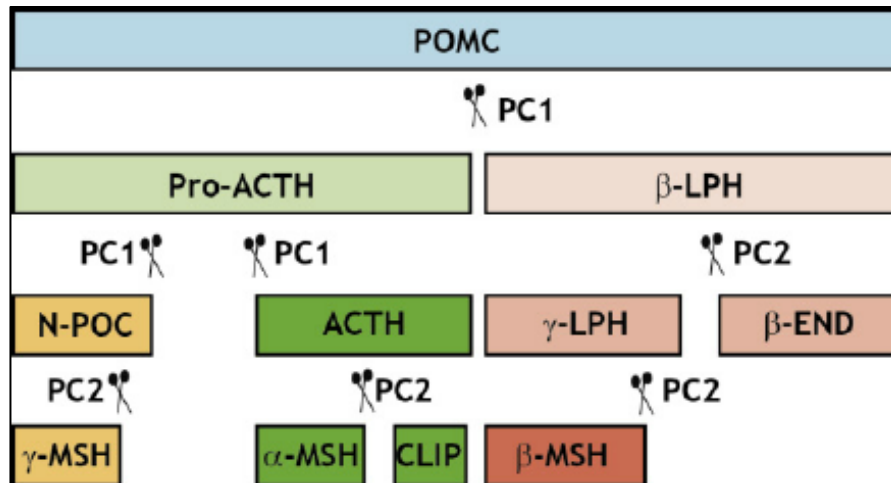 POMC
PC1
Pro-ACTH β-LPH
PC1 PC1 PC2
N-POC ACTH γ-LPH β-END
PC2 PC2 PC2
γ-MSH α-MSH CLIP β-MSH